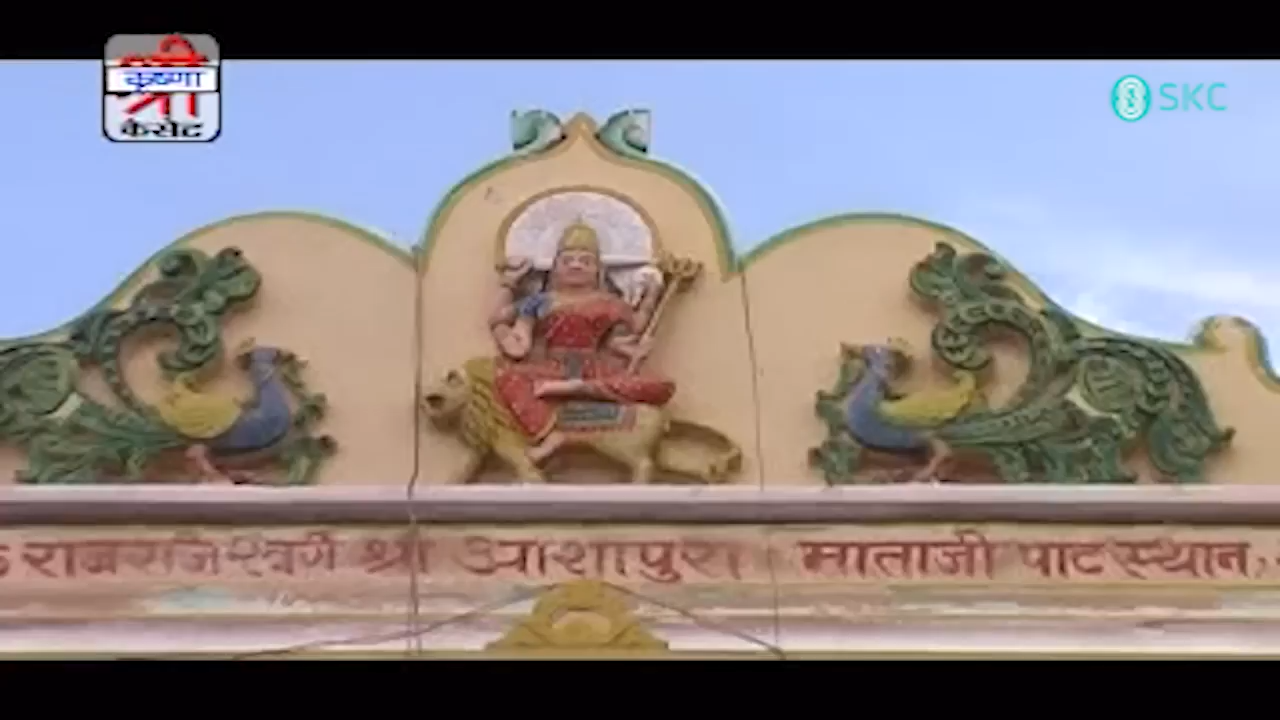 श्री
कृष्णा
कैसेट
SKC
राजराजेश्वरी श्री आशापुरा माताजी पाट स्थान,